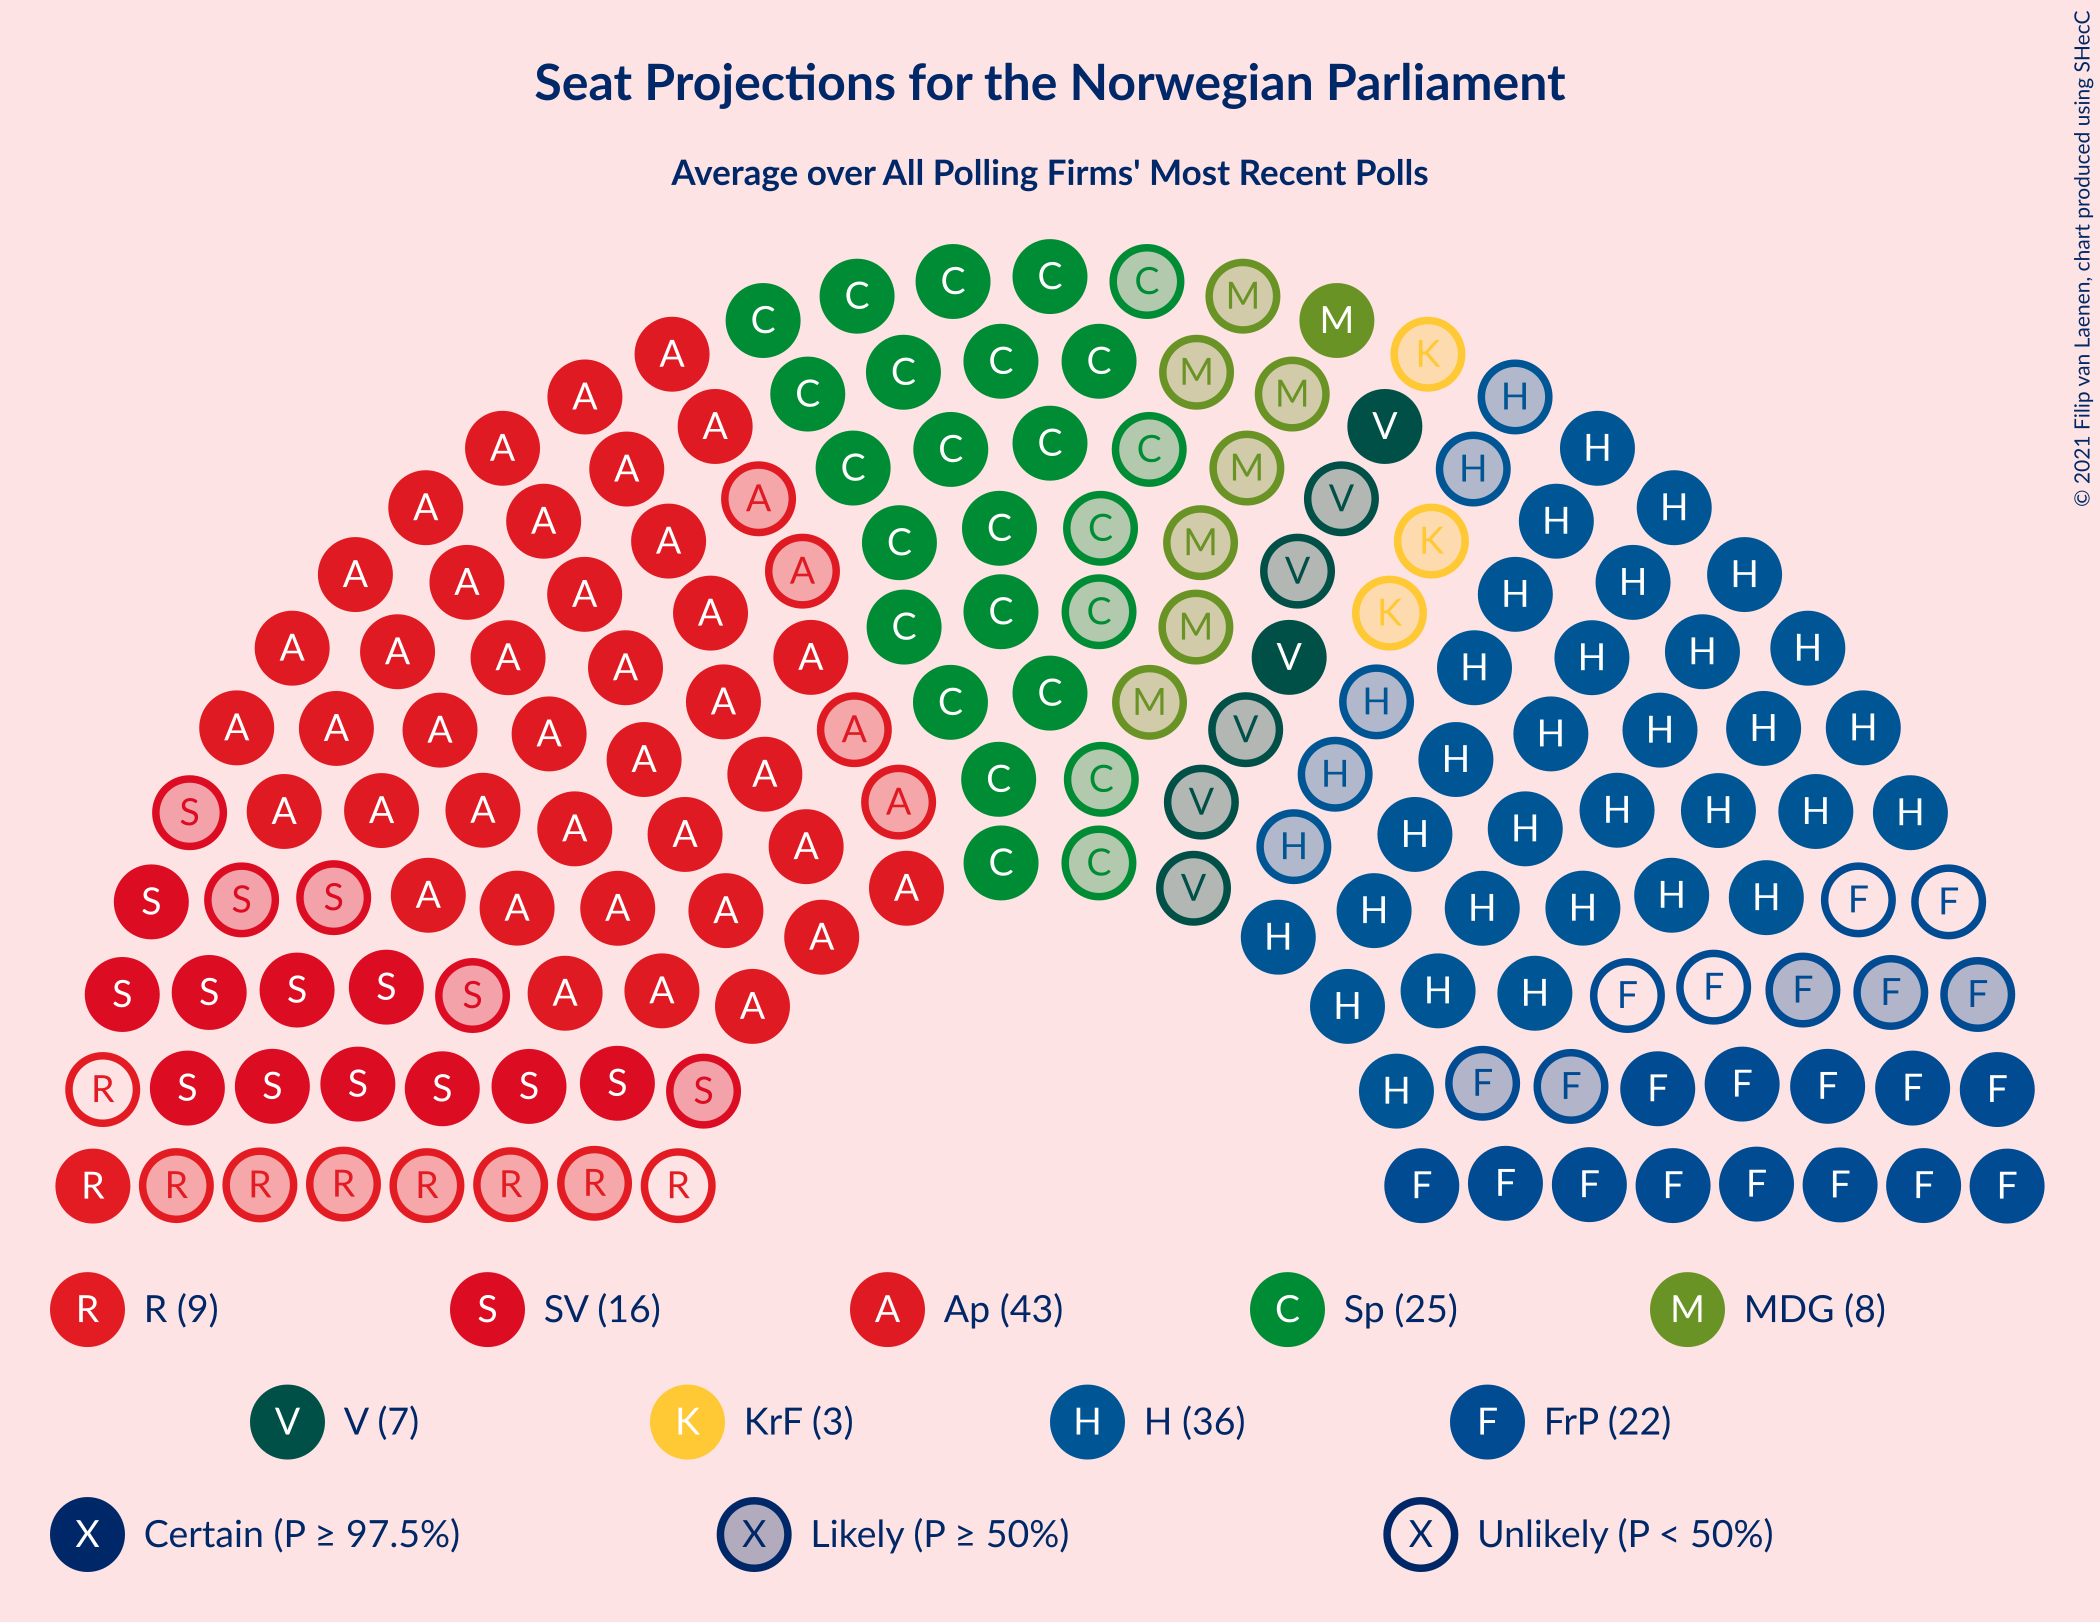 Seat Projections for the Norwegian Parliament
Average over All Polling Firms' Most Recent Polls
© 2021 Filip van Laenen, chart produced using SHecC
C C C C C M M
A K
C C C C M M
A H
A V
C C C C M
A A H H
A V
A K
C C C M
A A H H
A V
A K
C C C M
A A H H
A V
A H
C C M
A A H H
A V
A H
C C V
A A H H
A H
S A A A A A A H H H H H H
C C
A V
S S S A A A A H H H H H F F
A H
S S S S S A A A H H H F F F F F
R S S S S S S S H F F F F F F F
R R R R R R R R F F F F F F F F
R R (9) S SV (16) A Ap (43) C Sp (25) M MDG (8)
V V (7) K KrF (3) H H (36) F FrP (22)
X Certain (P ≥ 97.5%) X Likely (P ≥ 50%) X Unlikely (P < 50%)